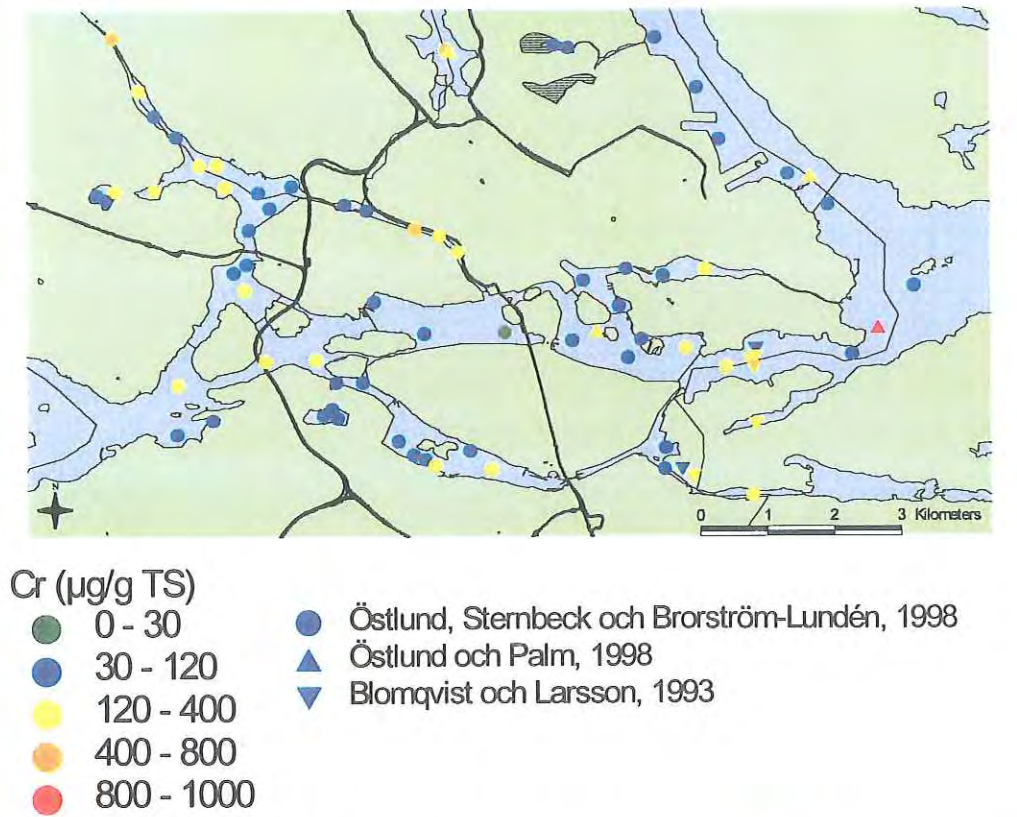 N
0 1 2 3 Kilometers
Cr (µg/g TS)
0 - 30
30 - 120
120 - 400
400 - 800
800 - 1000
Östlund, Sternbeck och Brorström-Lundén, 1998
Östlund och Palm, 1998
Blomqvist och Larsson, 1993